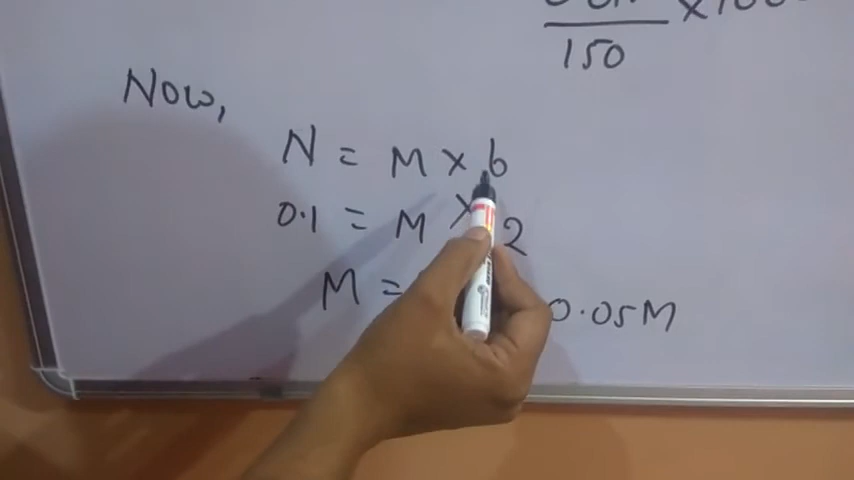 150
Now,
N = M × b
0.1 = M × 2
M = 0.05M